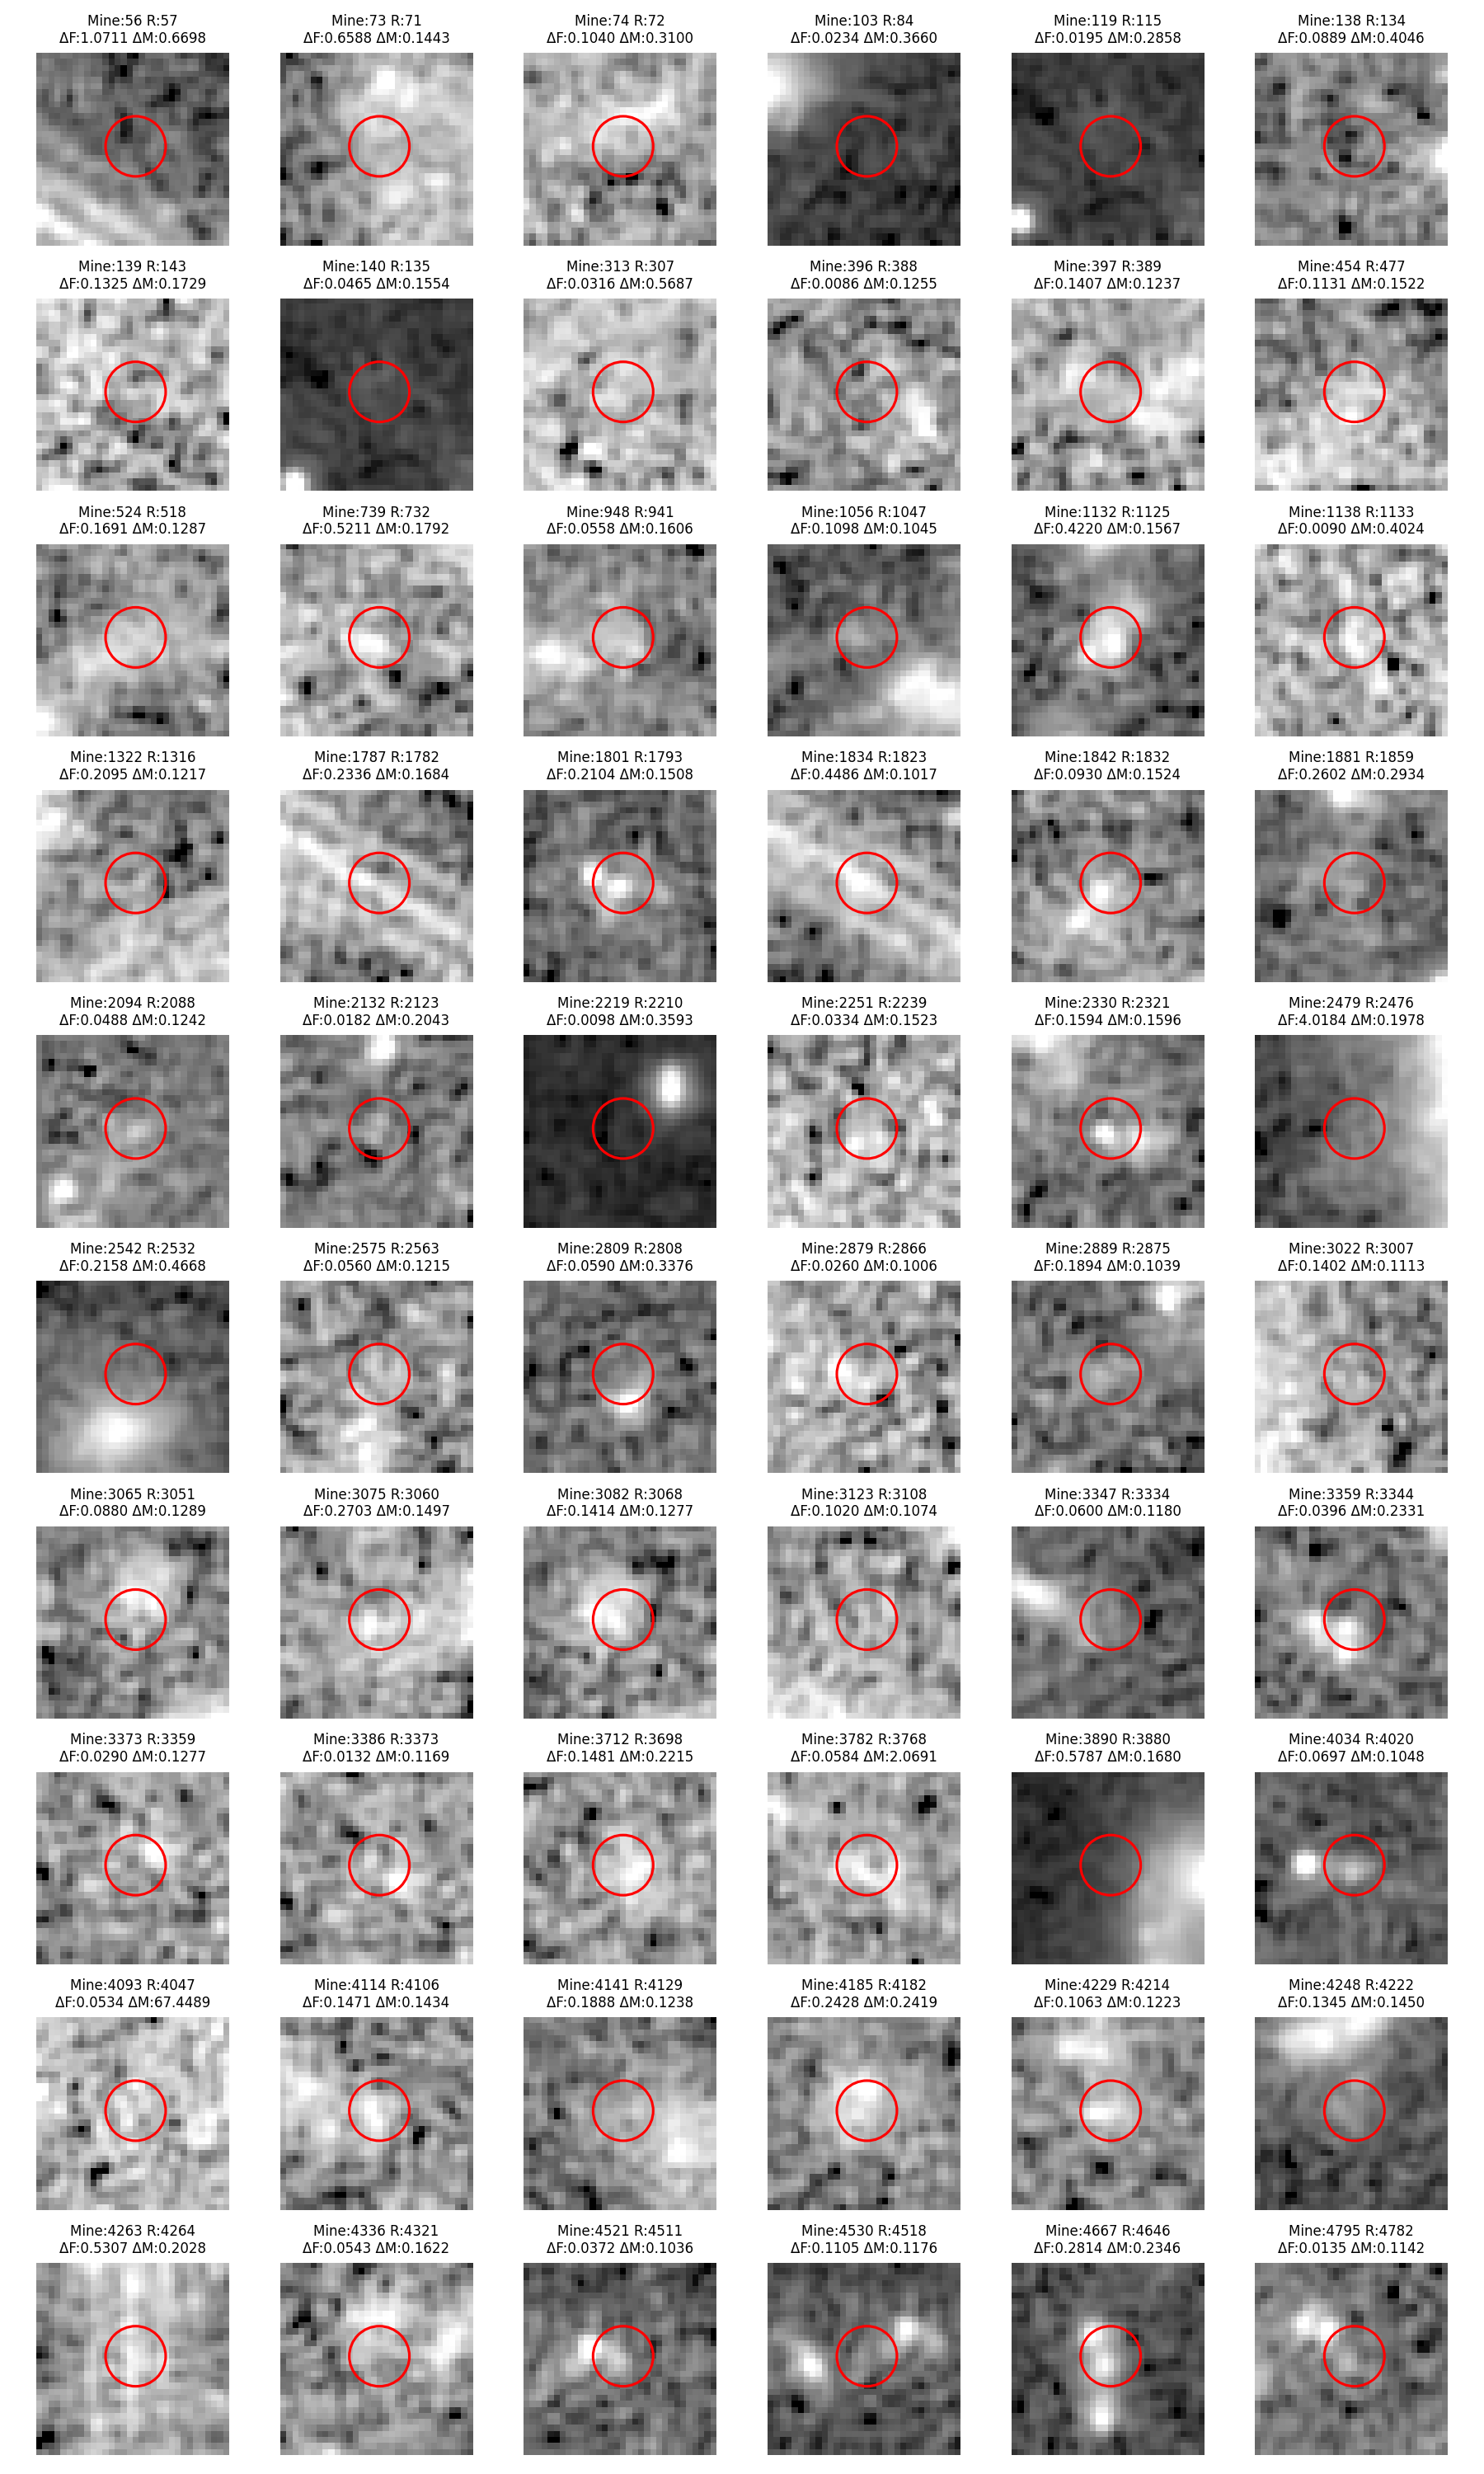 Mine:56 R:57
ΔF:1.0711 ΔM:0.6698
Mine:73 R:71
ΔF:0.6588 ΔM:0.1443
Mine:74 R:72
ΔF:0.1040 ΔM:0.3100
Mine:103 R:84
ΔF:0.0234 ΔM:0.3660
Mine:119 R:115
ΔF:0.0195 ΔM:0.2858
Mine:138 R:134
ΔF:0.0889 ΔM:0.4046
Mine:139 R:143
ΔF:0.1325 ΔM:0.1729
Mine:140 R:135
ΔF:0.0465 ΔM:0.1554
Mine:313 R:307
ΔF:0.0316 ΔM:0.5687
Mine:396 R:388
ΔF:0.0086 ΔM:0.1255
Mine:397 R:389
ΔF:0.1407 ΔM:0.1237
Mine:454 R:477
ΔF:0.1131 ΔM:0.1522
Mine:524 R:518
ΔF:0.1691 ΔM:0.1287
Mine:739 R:732
ΔF:0.5211 ΔM:0.1792
Mine:948 R:941
ΔF:0.0558 ΔM:0.1606
Mine:1056 R:1047
ΔF:0.1098 ΔM:0.1045
Mine:1132 R:1125
ΔF:0.4220 ΔM:0.1567
Mine:1138 R:1133
ΔF:0.0090 ΔM:0.4024
Mine:1322 R:1316
ΔF:0.2095 ΔM:0.1217
Mine:1787 R:1782
ΔF:0.2336 ΔM:0.1684
Mine:1801 R:1793
ΔF:0.2104 ΔM:0.1508
Mine:1834 R:1823
ΔF:0.4486 ΔM:0.1017
Mine:1842 R:1832
ΔF:0.0930 ΔM:0.1524
Mine:1881 R:1859
ΔF:0.2602 ΔM:0.2934
Mine:2094 R:2088
ΔF:0.0488 ΔM:0.1242
Mine:2132 R:2123
ΔF:0.0182 ΔM:0.2043
Mine:2219 R:2210
ΔF:0.0098 ΔM:0.3593
Mine:2251 R:2239
ΔF:0.0334 ΔM:0.1523
Mine:2330 R:2321
ΔF:0.1594 ΔM:0.1596
Mine:2479 R:2476
ΔF:4.0184 ΔM:0.1978
Mine:2542 R:2532
ΔF:0.2158 ΔM:0.4668
Mine:2575 R:2563
ΔF:0.0560 ΔM:0.1215
Mine:2809 R:2808
ΔF:0.0590 ΔM:0.3376
Mine:2879 R:2866
ΔF:0.0260 ΔM:0.1006
Mine:2889 R:2875
ΔF:0.1894 ΔM:0.1039
Mine:3022 R:3007
ΔF:0.1402 ΔM:0.1113
Mine:3065 R:3051
ΔF:0.0880 ΔM:0.1289
Mine:3075 R:3060
ΔF:0.2703 ΔM:0.1497
Mine:3082 R:3068
ΔF:0.1414 ΔM:0.1277
Mine:3123 R:3108
ΔF:0.1020 ΔM:0.1074
Mine:3347 R:3334
ΔF:0.0600 ΔM:0.1180
Mine:3359 R:3344
ΔF:0.0396 ΔM:0.2331
Mine:3373 R:3359
ΔF:0.0290 ΔM:0.1277
Mine:3386 R:3373
ΔF:0.0132 ΔM:0.1169
Mine:3712 R:3698
ΔF:0.1481 ΔM:0.2215
Mine:3782 R:3768
ΔF:0.0584 ΔM:2.0691
Mine:3890 R:3880
ΔF:0.5787 ΔM:0.1680
Mine:4034 R:4020
ΔF:0.0697 ΔM:0.1048
Mine:4093 R:4047
ΔF:0.0534 ΔM:67.4489
Mine:4114 R:4106
ΔF:0.1471 ΔM:0.1434
Mine:4141 R:4129
ΔF:0.1888 ΔM:0.1238
Mine:4185 R:4182
ΔF:0.2428 ΔM:0.2419
Mine:4229 R:4214
ΔF:0.1063 ΔM:0.1223
Mine:4248 R:4222
ΔF:0.1345 ΔM:0.1450
Mine:4263 R:4264
ΔF:0.5307 ΔM:0.2028
Mine:4336 R:4321
ΔF:0.0543 ΔM:0.1622
Mine:4521 R:4511
ΔF:0.0372 ΔM:0.1036
Mine:4530 R:4518
ΔF:0.1105 ΔM:0.1176
Mine:4667 R:4646
ΔF:0.2814 ΔM:0.2346
Mine:4795 R:4782
ΔF:0.0135 ΔM:0.1142